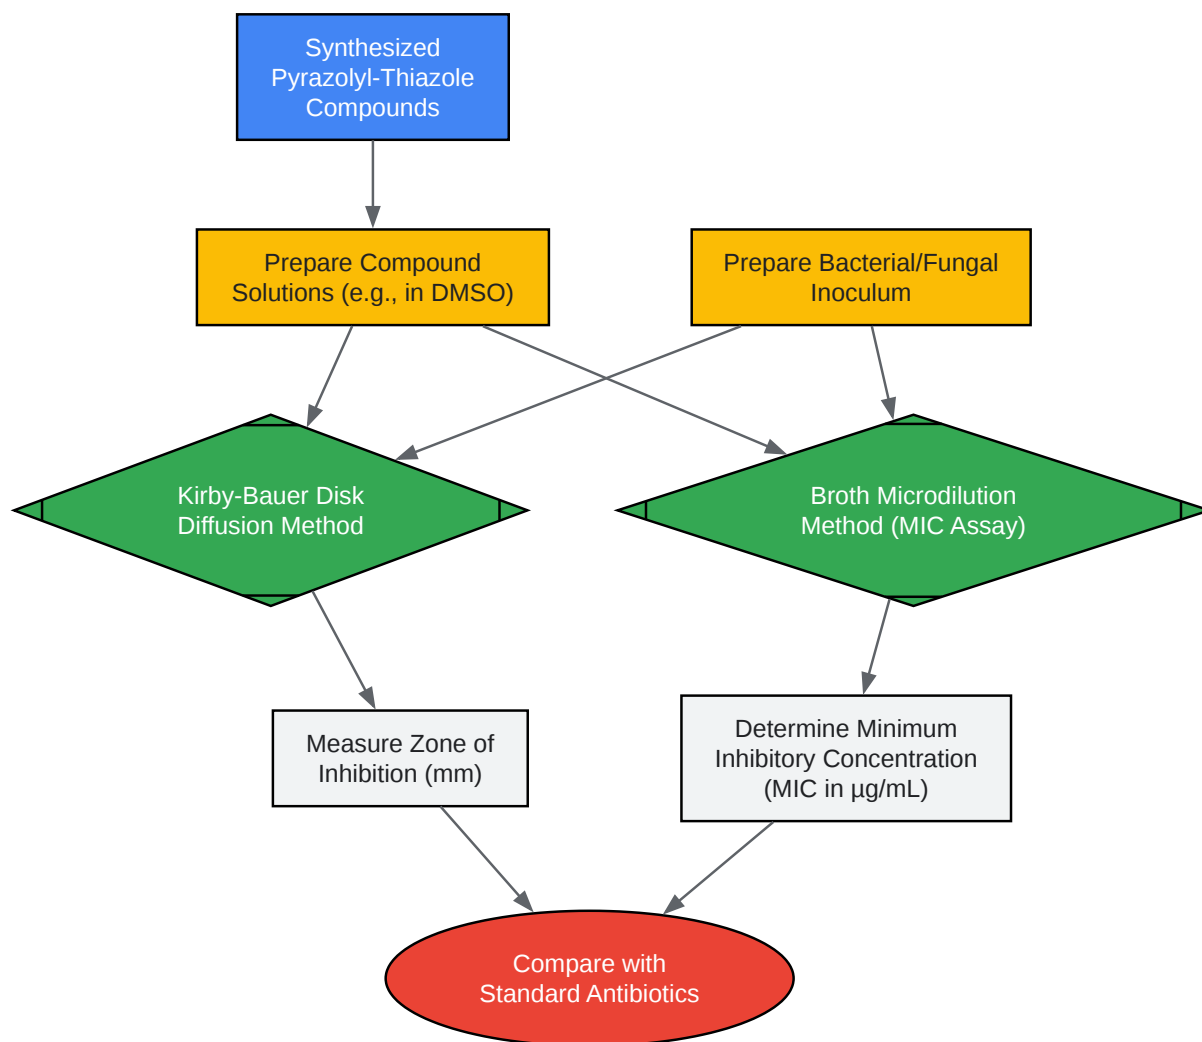 Synthesized
Pyrazolyl-Thiazole
Compounds
Prepare Compound
Solutions (e.g., in DMSO)
Prepare Bacterial/Fungal
Inoculum
Kirby-Bauer Disk
Diffusion Method
Broth Microdilution
Method (MIC Assay)
Measure Zone of
Inhibition (mm)
Determine Minimum
Inhibitory Concentration
(MIC in µg/mL)
Compare with
Standard Antibiotics